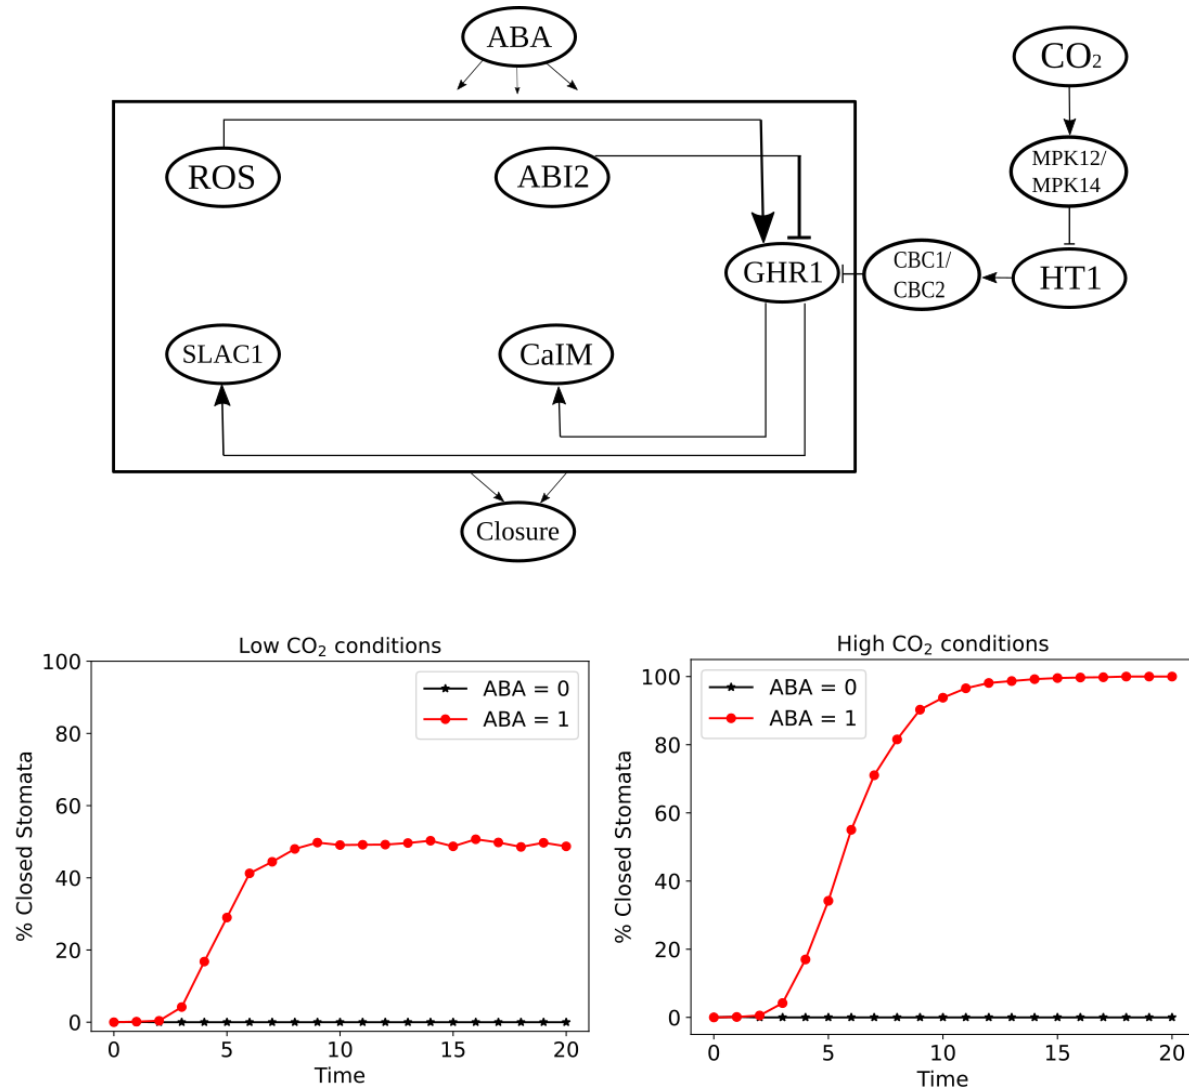 ABA
CO₂
ROS
ABI2
MPK12/
MPK14
GHR1
CBC1/
CBC2
HT1
SLAC1
CaIM
Closure
Low CO₂ conditions
100
80
60
40
20
0
% Closed Stomata
ABA = 0
ABA = 1
0
5
10
15
20
Time
High CO₂ conditions
100
80
60
40
20
0
% Closed Stomata
ABA = 0
ABA = 1
0
5
10
15
20
Time